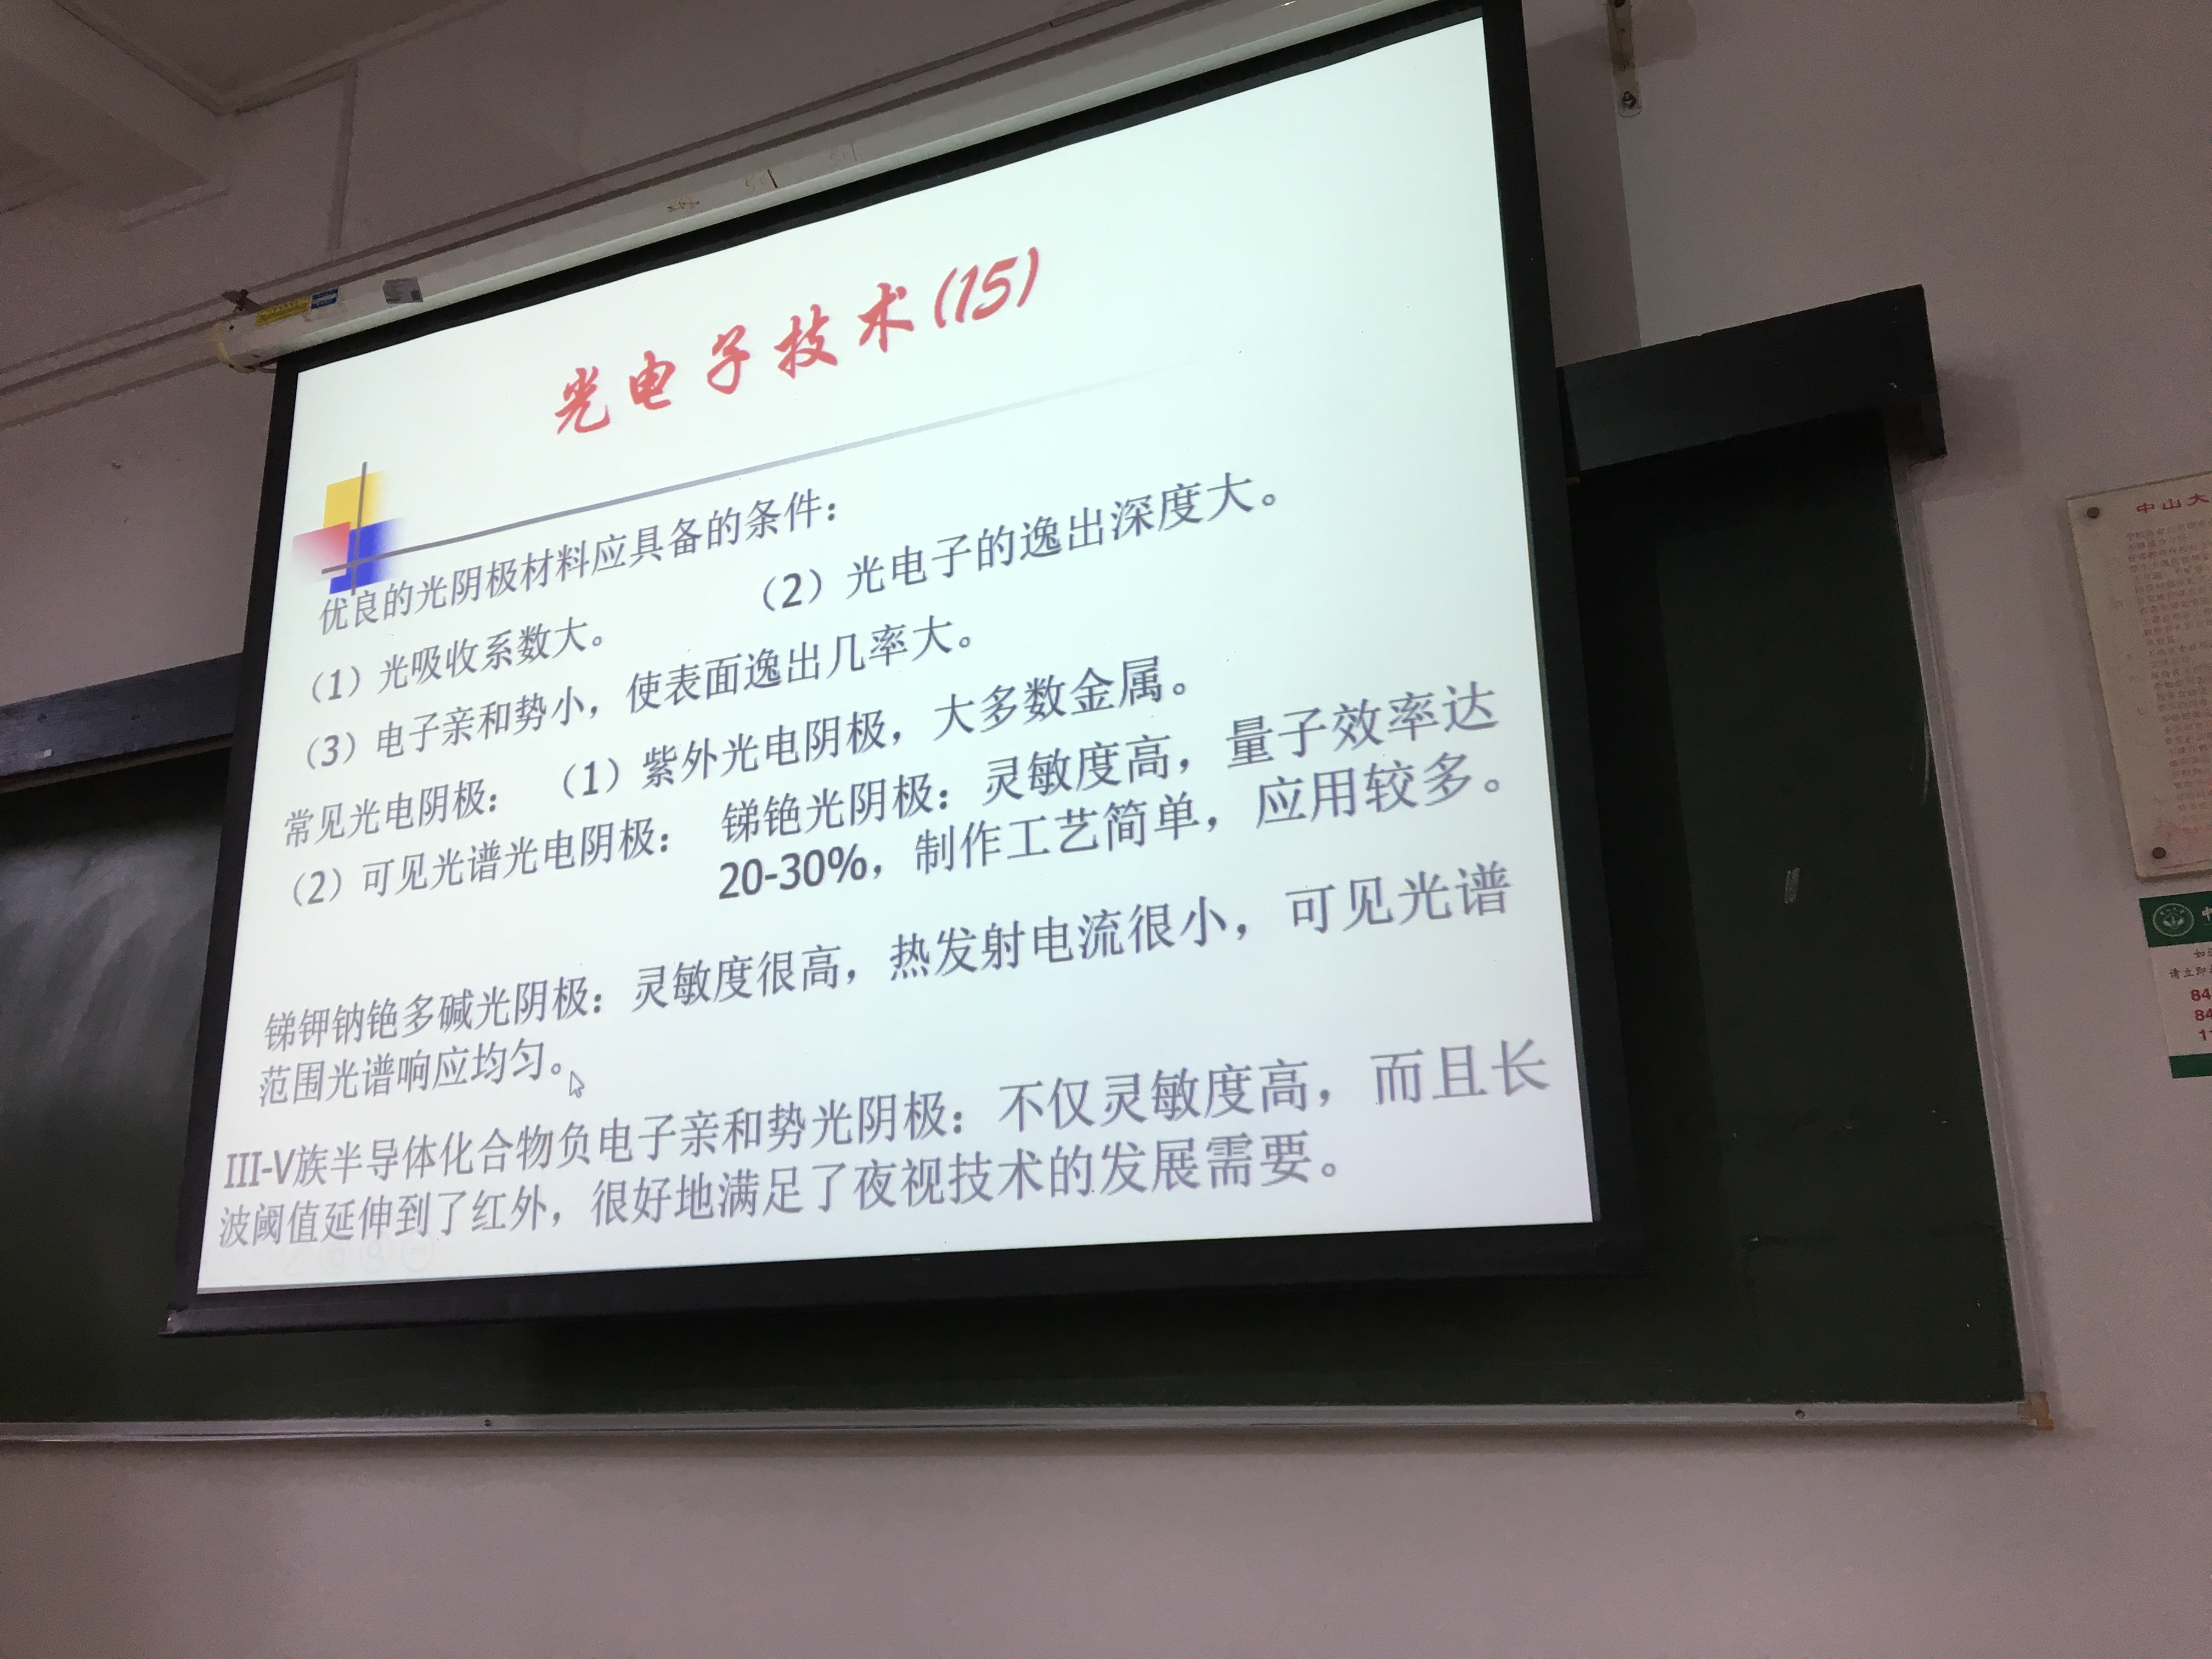 光电子技术(15)
优良的光阴极材料应具备的条件：
（1）光吸收系数大。 （2）光电子的逸出深度大。
（3）电子亲和势小，使表面逸出几率大。
常见光电阴极： （1）紫外光电阴极，大多数金属。
（2）可见光谱光电阴极： 锑铯光阴极：灵敏度高，量子效率达
20-30%，制作工艺简单，应用较多。
锑钾钠铯多碱光阴极：灵敏度很高，热发射电流很小，可见光谱
范围光谱响应均匀。
III-V族半导体化合物负电子亲和势光阴极：不仅灵敏度高，而且长
波阈值延伸到了红外，很好地满足了夜视技术的发展需要。
中山大
请立即
84
84
11